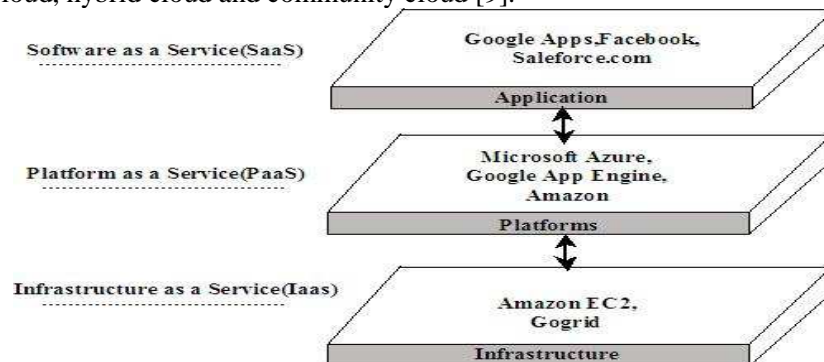 cloud, hybrid cloud and community cloud [9].
Software as a Service(SaaS)
Google Apps,Facebook,
Saleforce.com
Application
Platform as a Service(PaaS)
Microsoft Azure,
Google App Engine,
Amazon
Platforms
Infrastructure as a Service(Iaas)
Amazon EC2,
Gogrid
Infrastructure